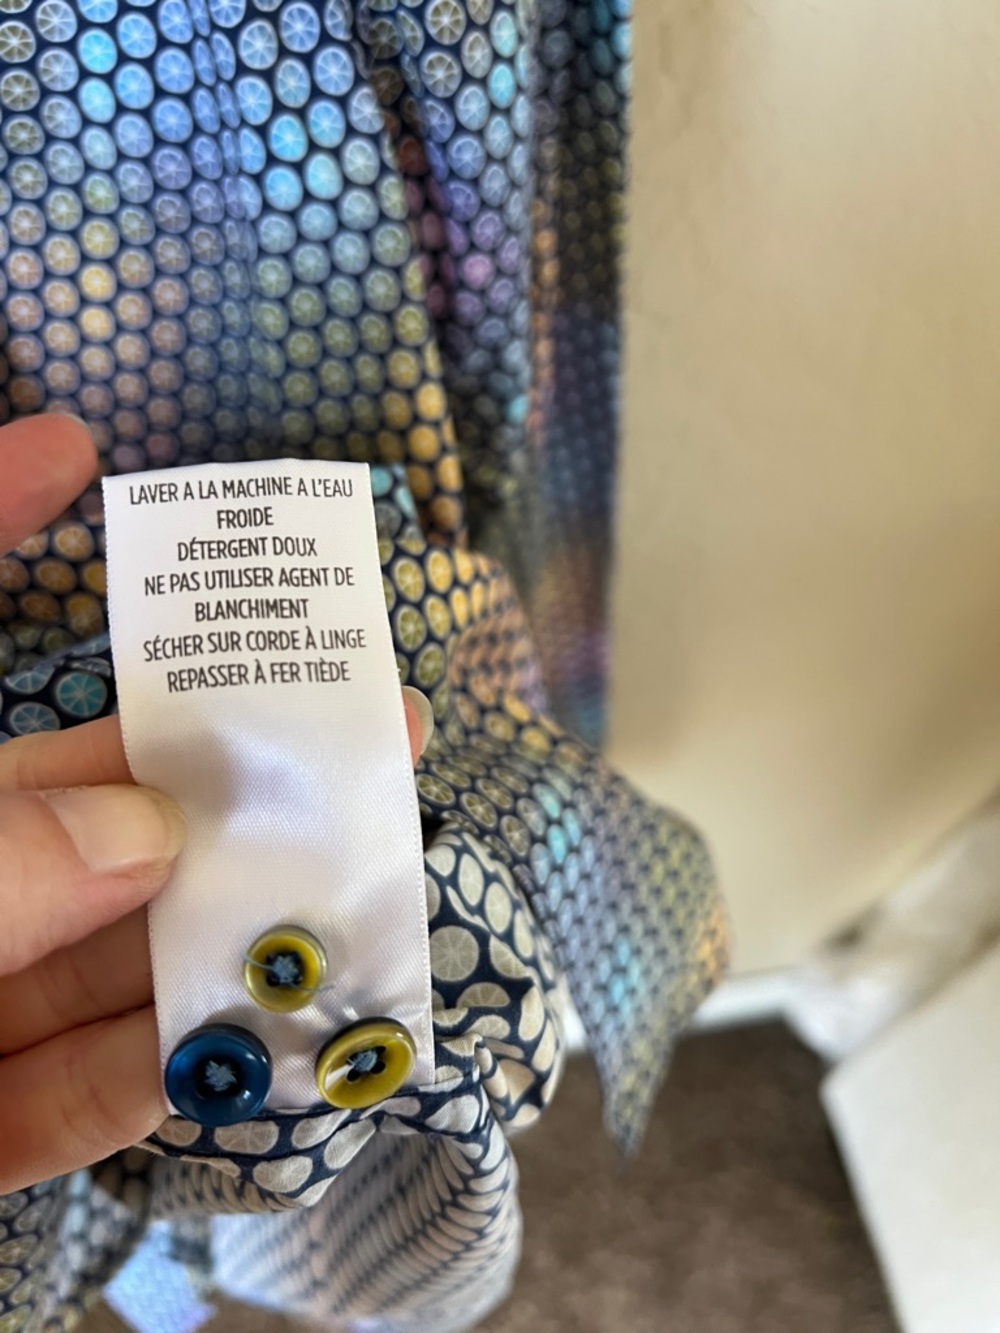 LAVER A LA MACHINE A L'EAU
FROIDE
DÉTERGENT DOUX
NE PAS UTILISER AGENT DE
BLANCHIMENT
SÉCHER SUR CORDE À LINGE
REPASSER À FER TIÈDE